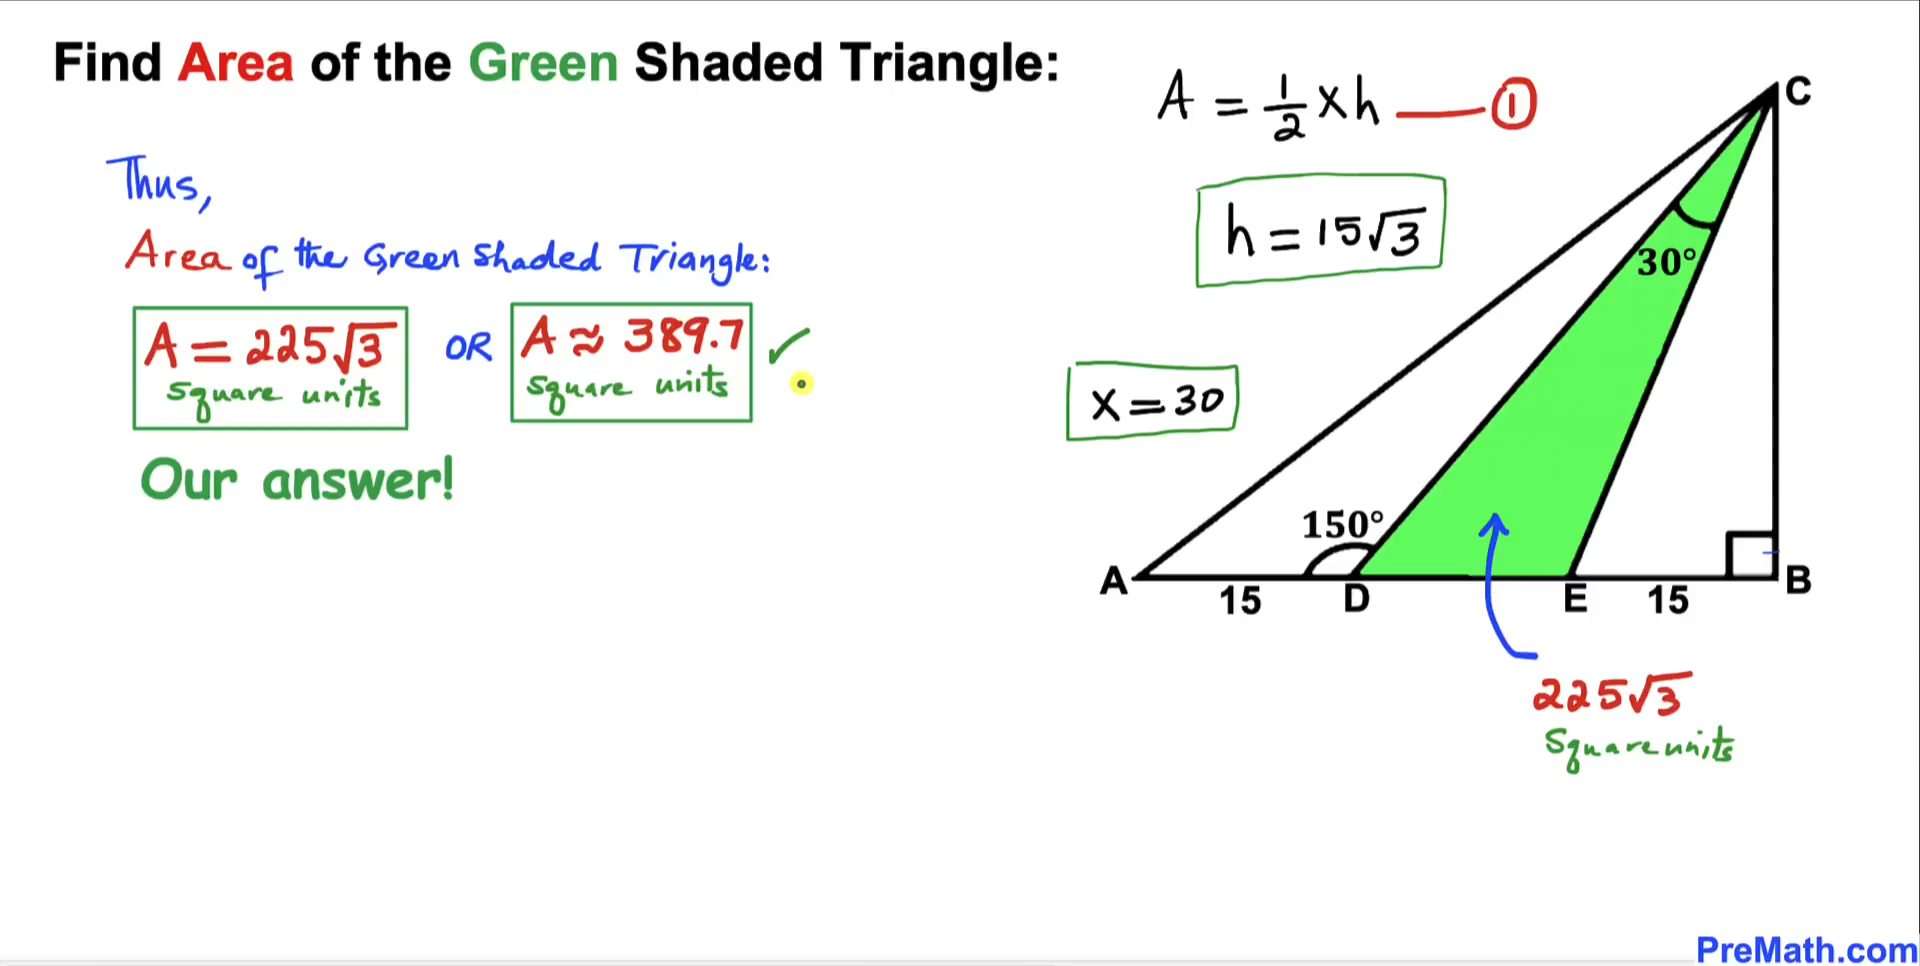 Find Area of the Green Shaded Triangle:
Thus,
Area of the Green Shaded Triangle:
A = 225√3
square units
OR
A ≈ 389.7
square units
Our answer!
A = 1/2 x h ——①
h = 15√3
x = 30
C
30°
150°
A
15
D
E
15
B
225√3
Square units
PreMath.com